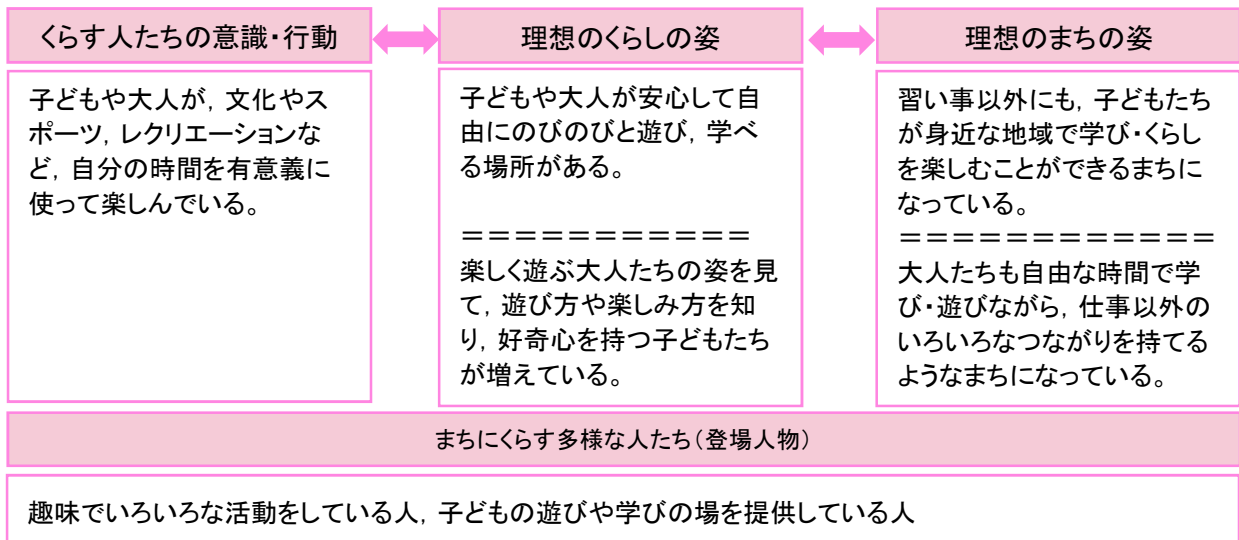 くらす人たちの意識・行動
理想のくらしの姿
理想のまちの姿
子どもや大人が，文化やス
ポーツ，レクリエーションな
ど，自分の時間を有意義に
使って楽しんでいる。
子どもや大人が安心して自
由にのびのびと遊び，学べ
る場所がある。
＝＝＝＝＝＝＝＝＝＝＝
楽しく遊ぶ大人たちの姿を見
て，遊び方や楽しみ方を知
り，好奇心を持つ子どもたち
が増えている。
習い事以外にも，子どもたち
が身近な地域で学び・くらし
を楽しむことができるまちに
なっている。
＝＝＝＝＝＝＝＝＝＝＝＝
大人たちも自由な時間で学
び・遊びながら，仕事以外の
いろいろなつながりを持てる
ようなまちになっている。
まちにくらす多様な人たち（登場人物）
趣味でいろいろな活動をしている人，子どもの遊びや学びの場を提供している人